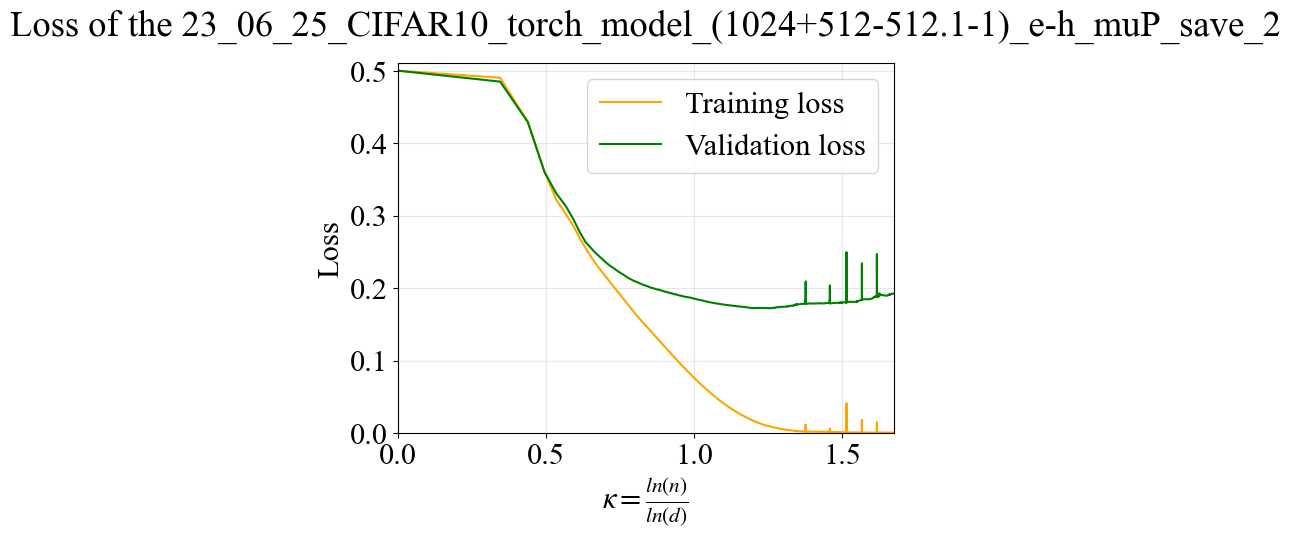 Loss of the 23_06_25_CIFAR10_torch_model_(1024+512-512.1-1)_e-h_muP_save_2
0.5
Training loss
0.4
Validation loss
0.3
Loss
0.2
0.1
0.0
0.0 0.5 1.0 1.5
κ = ln(n) / ln(d)